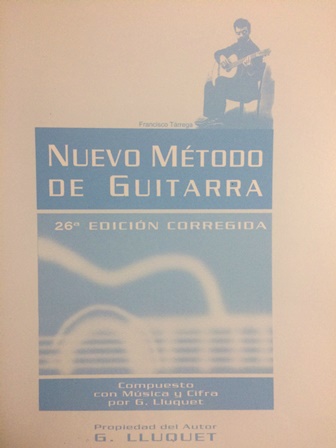 Francisco Tárrega
NUEVO MÉTODO
DE GUITARRA
26ª EDICIÓN CORREGIDA
Compuesto
con Música y Cifra
por G. Lluquet
Propiedad del Autor
G. LLUQUET